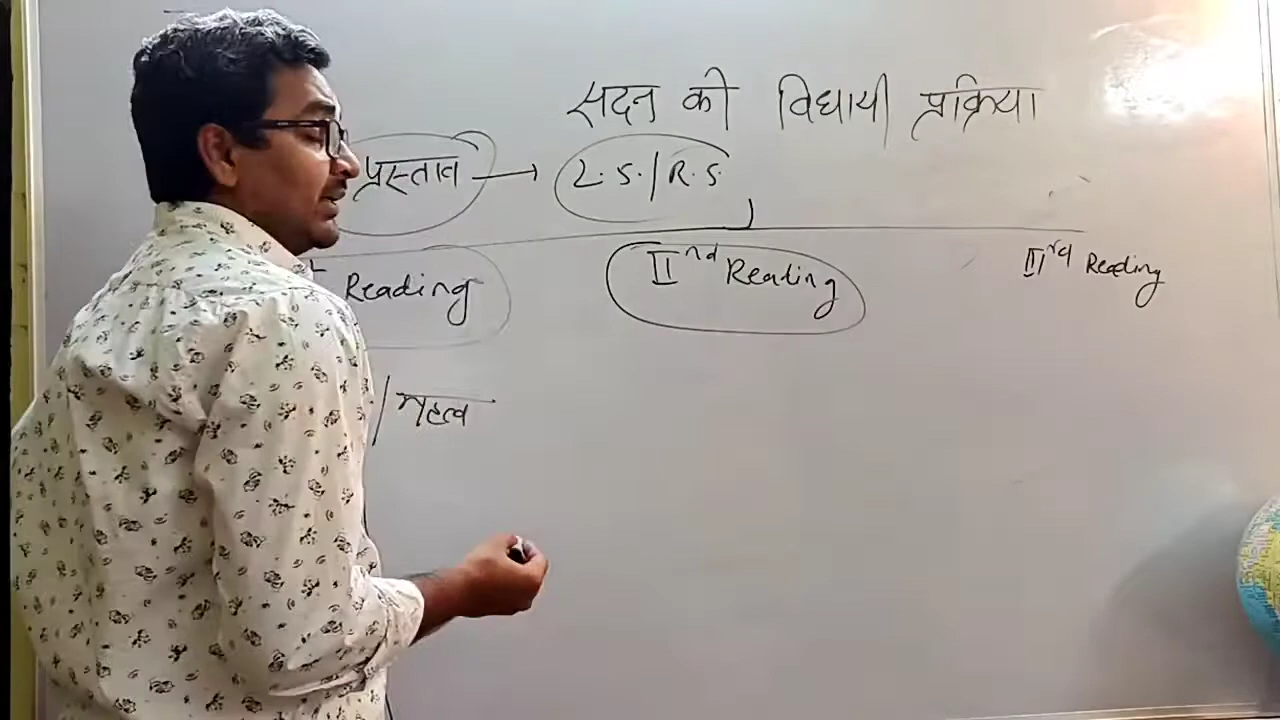 सदन की विधायी प्रक्रिया
प्रस्ताव → L.S./R.S.
Reading IInd Reading IIIrd Reading
/ महत्व